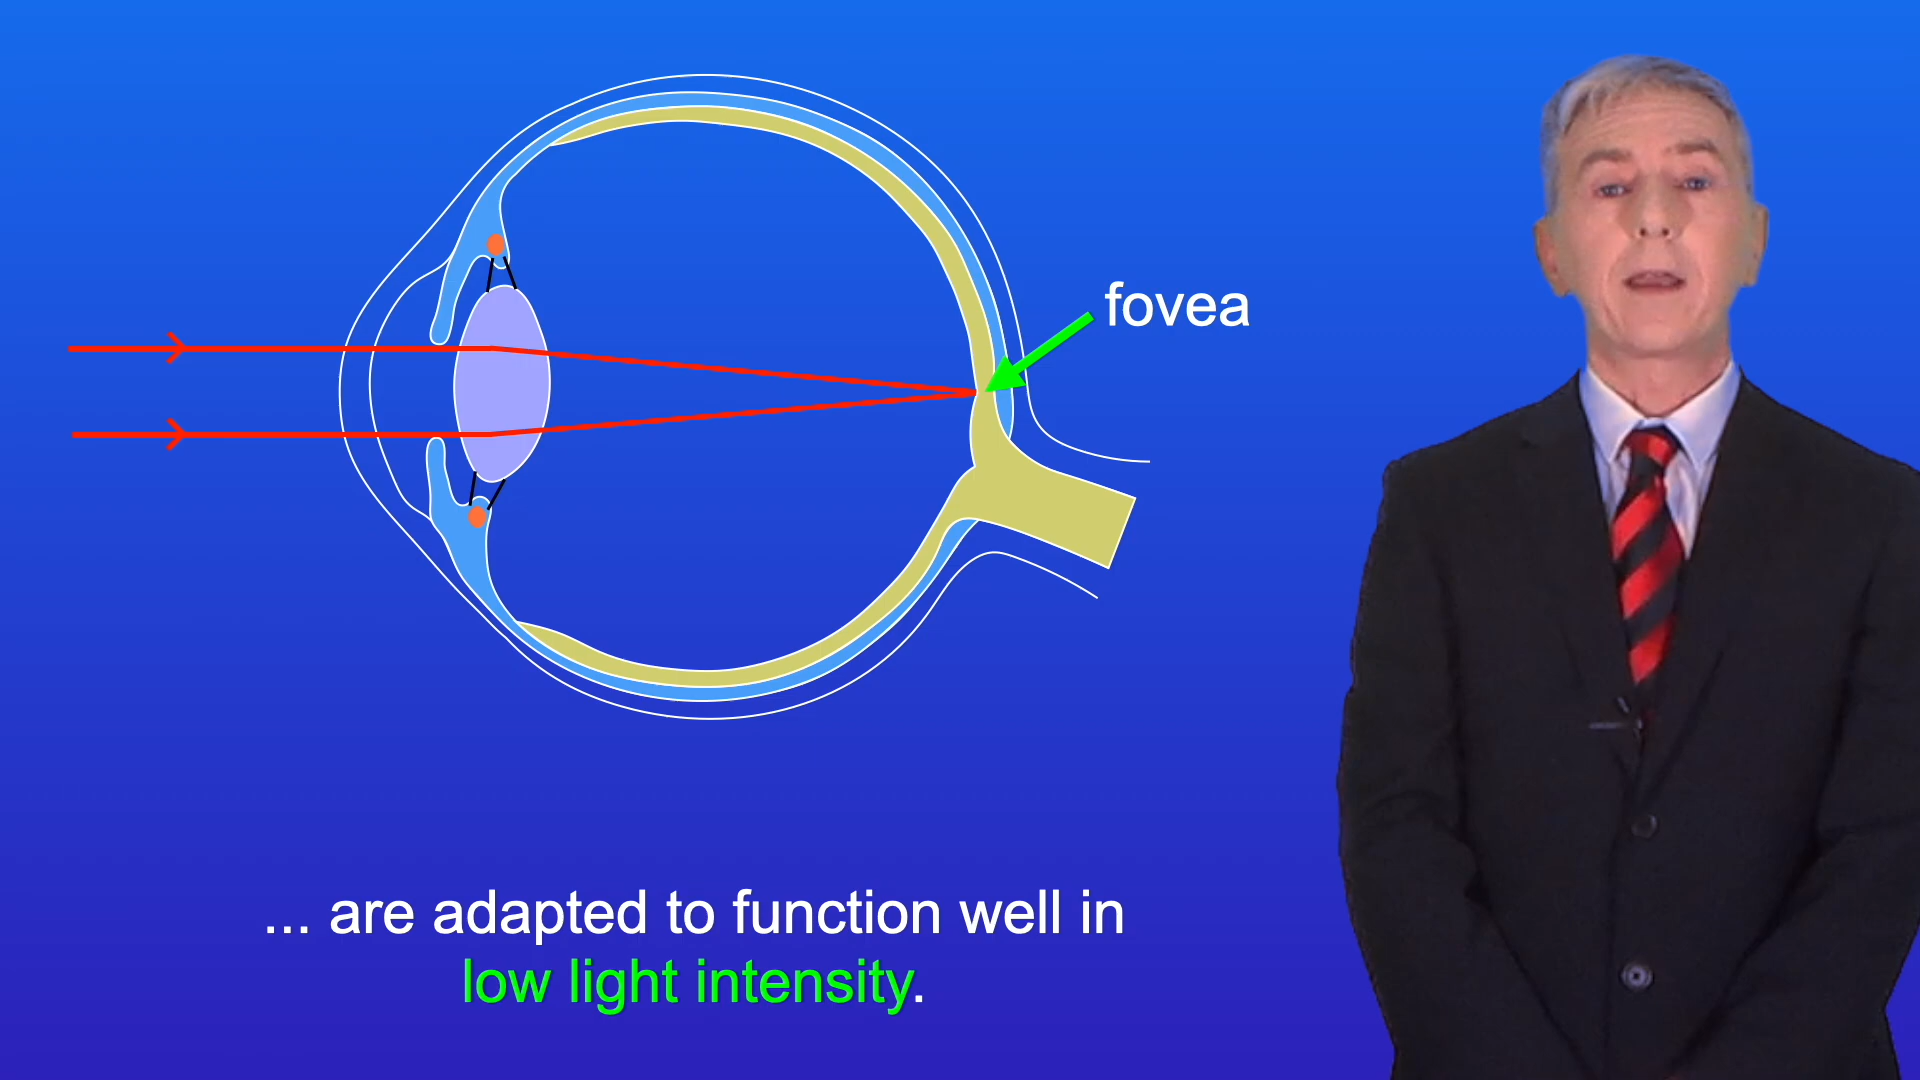 fovea
... are adapted to function well in
low light intensity.